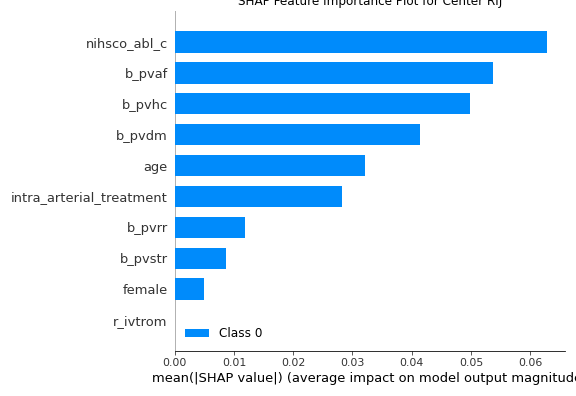 SHAP Feature Importance Plot for Center RIJ
nihsco_abl_c
b_pvaf
b_pvhc
b_pvdm
age
intra_arterial_treatment
b_pvrr
b_pvstr
female
r_ivtrom
Class 0
0.00 0.01 0.02 0.03 0.04 0.05 0.06
mean(|SHAP value|) (average impact on model output magnitude